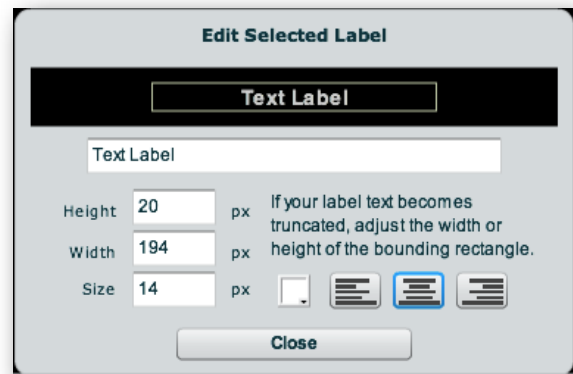 Edit Selected Label
Text Label
Text Label
Height 20 px
Width 194 px
Size 14 px
If your label text becomes
truncated, adjust the width or
height of the bounding rectangle.
Close